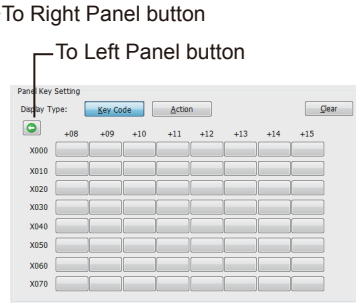 To Right Panel button
To Left Panel button
Panel Key Setting
Display Type: Key Code Action Clear
+08 +09 +10 +11 +12 +13 +14 +15
X000
X010
X020
X030
X040
X050
X060
X070